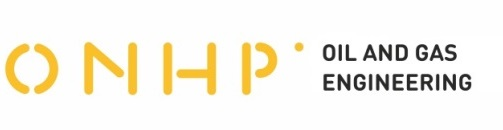 ONHP
OIL AND GAS
ENGINEERING